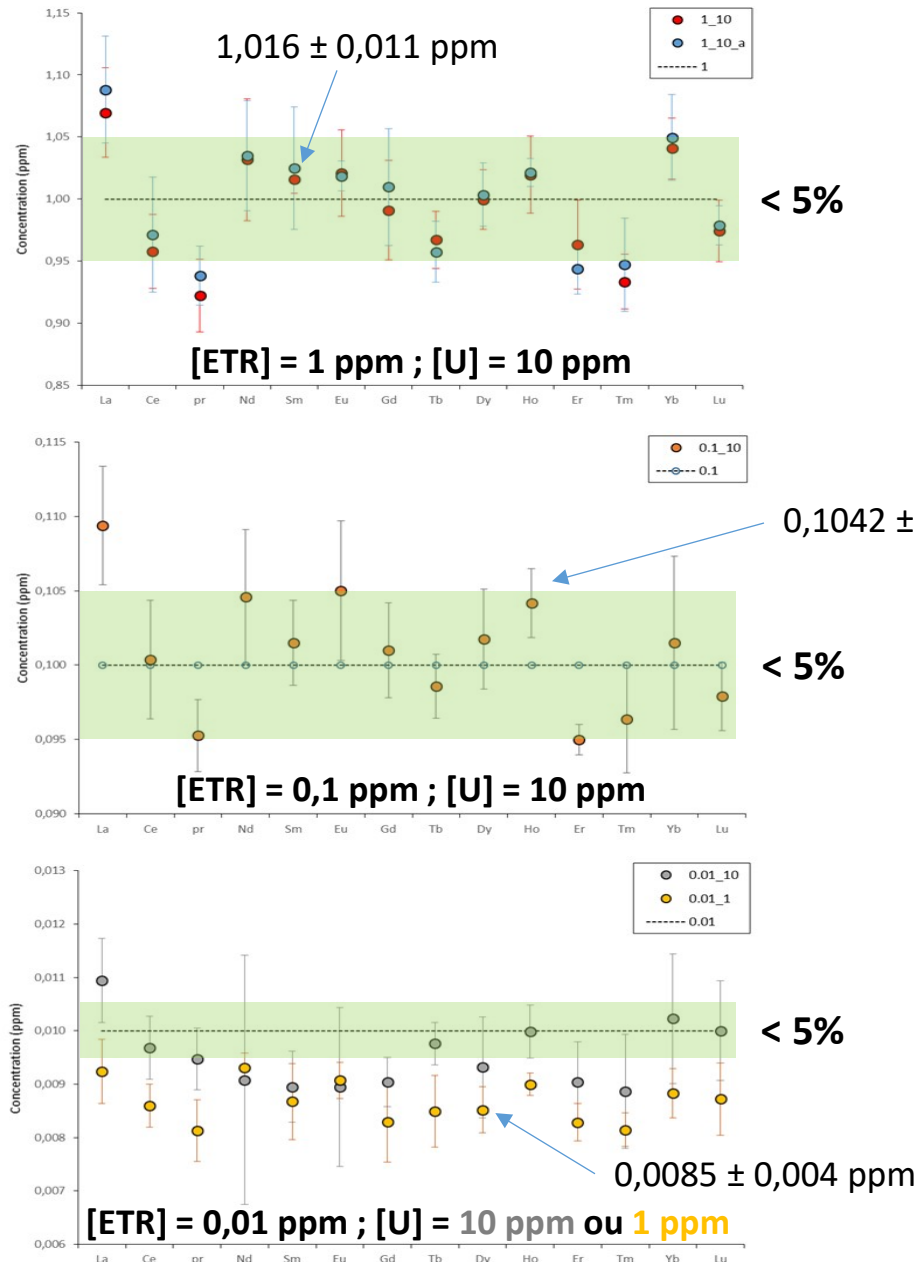 1,15
1_10
1_10_a
1
1,016 ± 0,011 ppm
1,10
1,05
1,00
0,95
0,90
0,85
Concentration (ppm)
< 5%
[ETR] = 1 ppm ; [U] = 10 ppm
La Ce pr Nd Sm Eu Gd Tb Dy Ho Er Tm Yb Lu
0,115
0.1_10
0.1
0,1042 ±
0,110
0,105
0,100
0,095
0,090
Concentration (ppm)
< 5%
[ETR] = 0,1 ppm ; [U] = 10 ppm
La Ce pr Nd Sm Eu Gd Tb Dy Ho Er Tm Yb Lu
0,013
0.01_10
0.01_1
0.01
0,012
0,011
0,010
0,009
0,008
0,007
0,006
Concentration (ppm)
< 5%
0,0085 ± 0,004 ppm
[ETR] = 0,01 ppm ; [U] = 10 ppm ou 1 ppm
La Ce pr Nd Sm Eu Gd Tb Dy Ho Er Tm Yb Lu